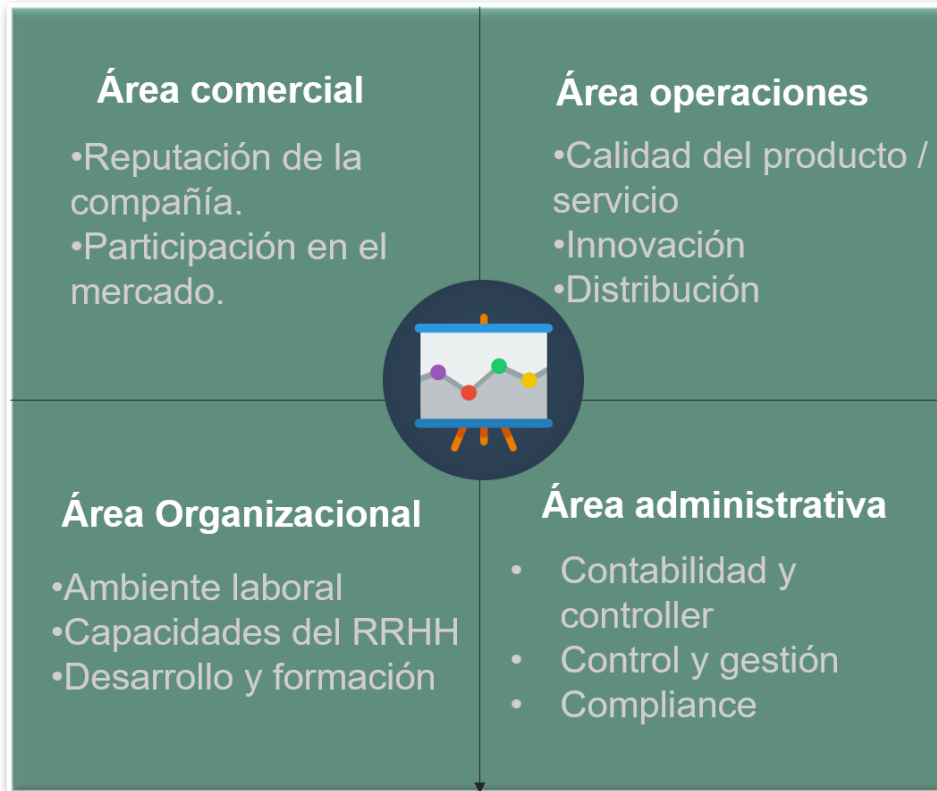 Área comercial
•Reputación de la
compañía.
•Participación en el
mercado.
Área operaciones
•Calidad del producto /
servicio
•Innovación
•Distribución
Área Organizacional
•Ambiente laboral
•Capacidades del RRHH
•Desarrollo y formación
Área administrativa
• Contabilidad y
controller
• Control y gestión
• Compliance